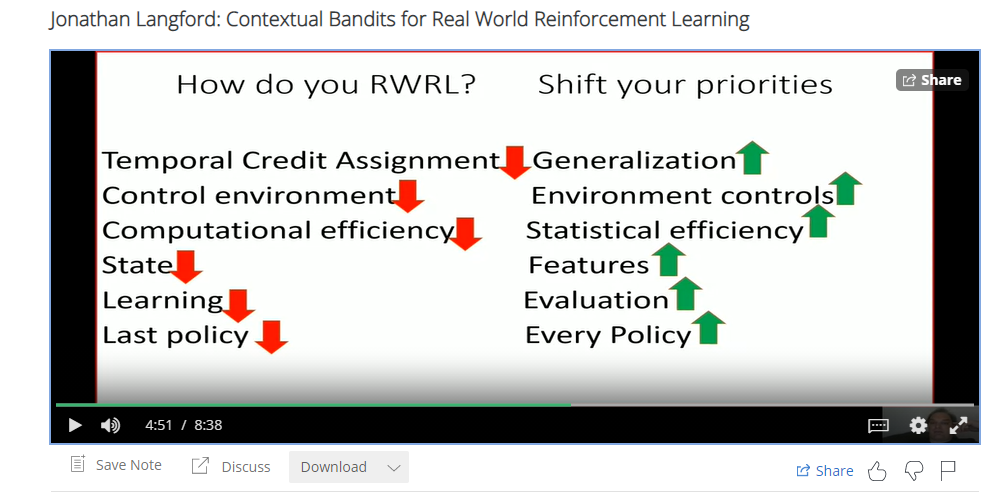 Jonathan Langford: Contextual Bandits for Real World Reinforcement Learning
How do you RWRL? Shift your priorities
Share
Temporal Credit Assignment Generalization
Control environment Environment controls
Computational efficiency Statistical efficiency
State Features
Learning Evaluation
Last policy Every Policy
4:51 / 8:38
Save Note Discuss Download Share